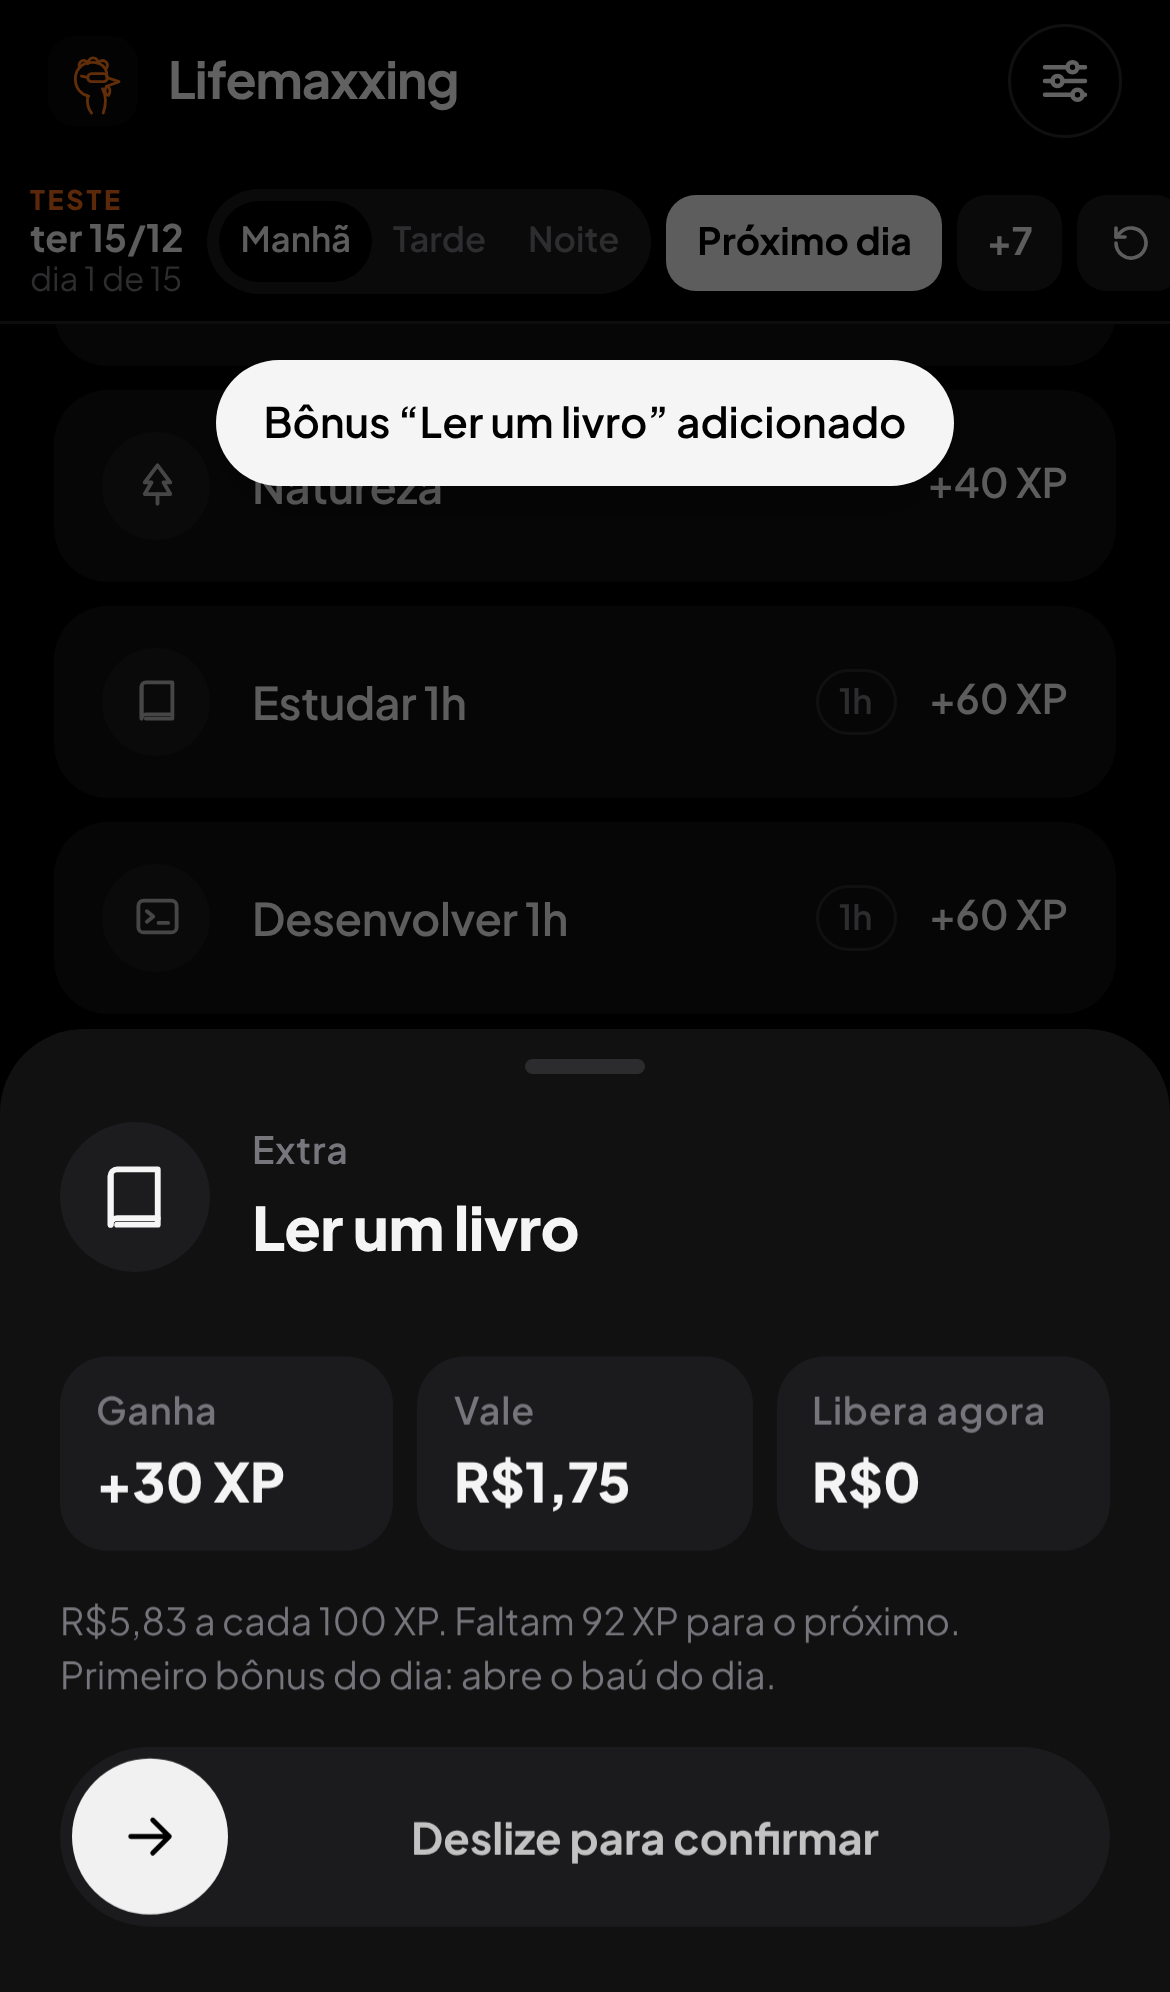 Lifemaxxing
TESTE
ter 15/12
dia 1 de 15
Manhã
Tarde
Noite
Próximo dia
+7
Bônus “Ler um livro” adicionado
Natureza
+40 XP
Estudar 1h
1h
+60 XP
Desenvolver 1h
1h
+60 XP
Extra
Ler um livro
Ganha
+30 XP
Vale
R$1,75
Libera agora
R$0
R$5,83 a cada 100 XP. Faltam 92 XP para o próximo.
Primeiro bônus do dia: abre o baú do dia.
Deslize para confirmar